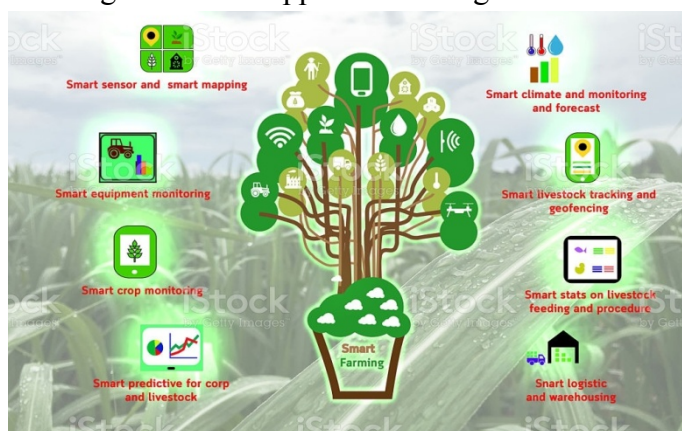 iStock
by Getty Images
Smart sensor and smart mapping
Smart climate and monitoring
and forecast
Smart equipment monitoring
Smart livestock tracking and
geofencing
Smart crop monitoring
Smart stats on livestock
feeding and procedure
Smart
Farming
Smart predictive for corp
and livestock
Snart logistic
and warehousing